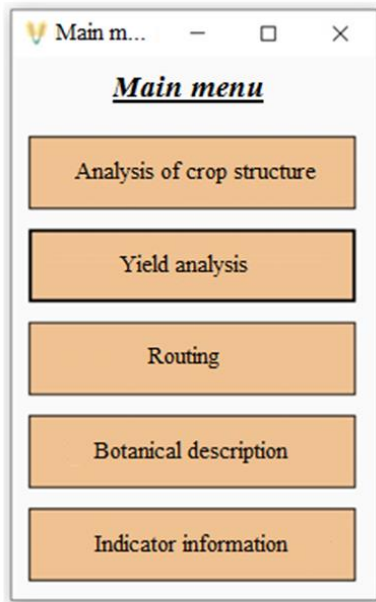 Main m...
Main menu
Analysis of crop structure
Yield analysis
Routing
Botanical description
Indicator information